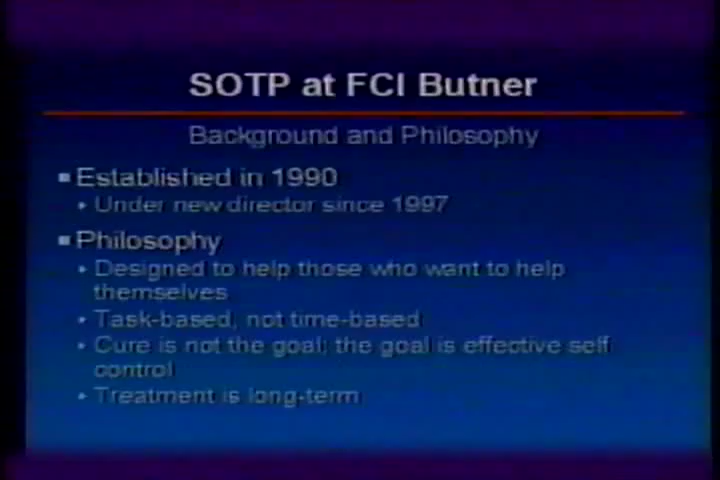 SOTP at FCI Butner
Background and Philosophy
Established in 1990
Under new director since 1997
Philosophy
Designed to help those who want to help
themselves
Task-based, not time-based
Cure is not the goal; the goal is effective self
control
Treatment is long-term